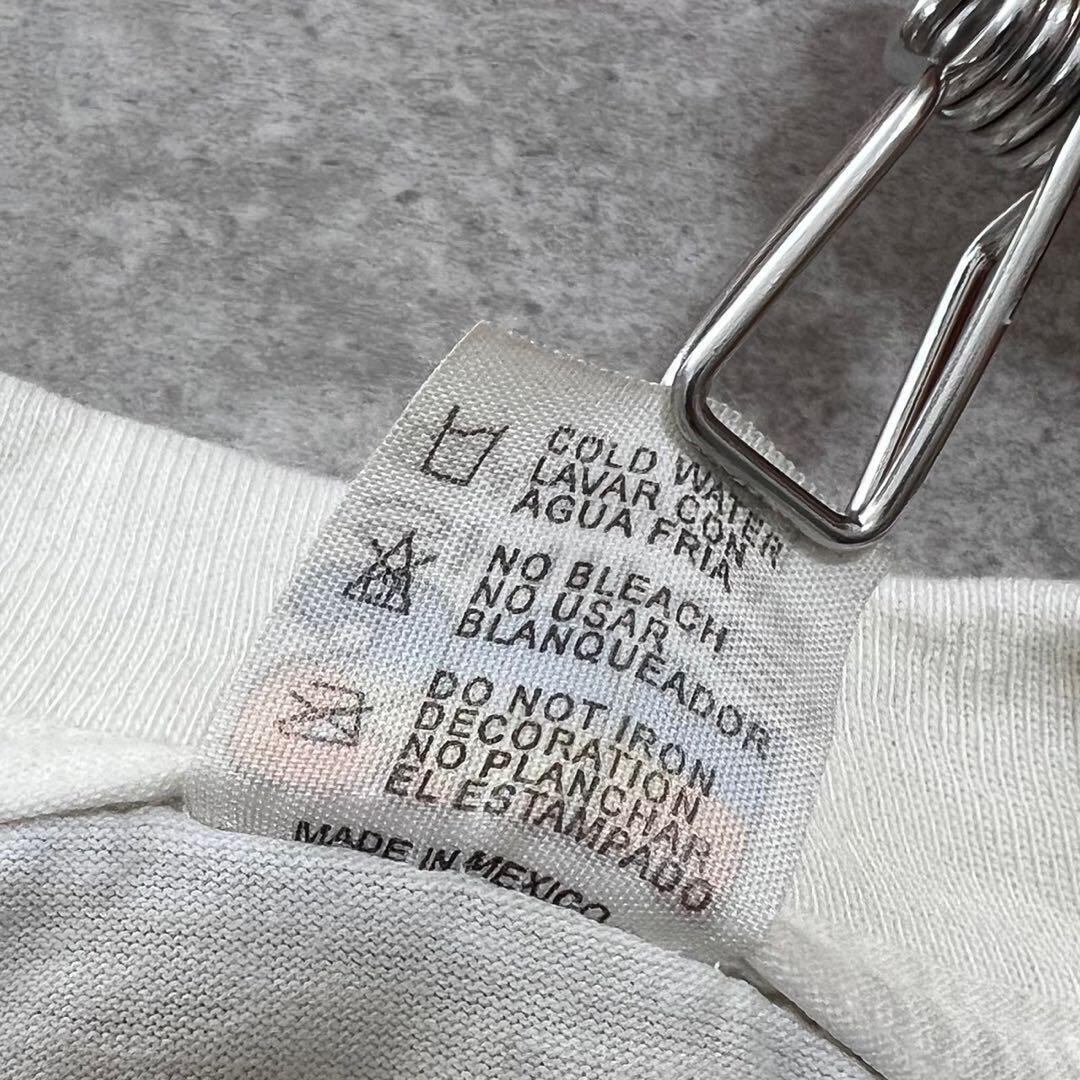 COLD WATER
LAVAR CON
AGUA FRIA
NO BLEACH
NO USAR
BLANQUEADOR
DO NOT IRON
DECORATION
NO PLANCHAR
EL ESTAMPADO
MADE IN MEXICO